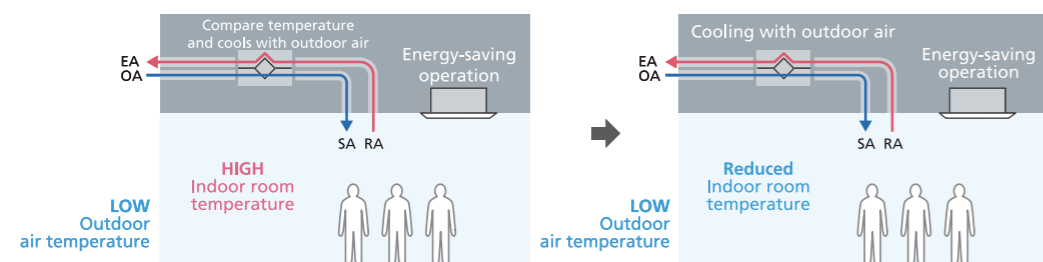 Compare temperature
and cools with outdoor air
EA
OA
Energy-saving
operation
SA RA
HIGH
Indoor room
temperature
LOW
Outdoor
air temperature
Cooling with outdoor air
EA
OA
Energy-saving
operation
SA RA
Reduced
Indoor room
temperature
LOW
Outdoor
air temperature